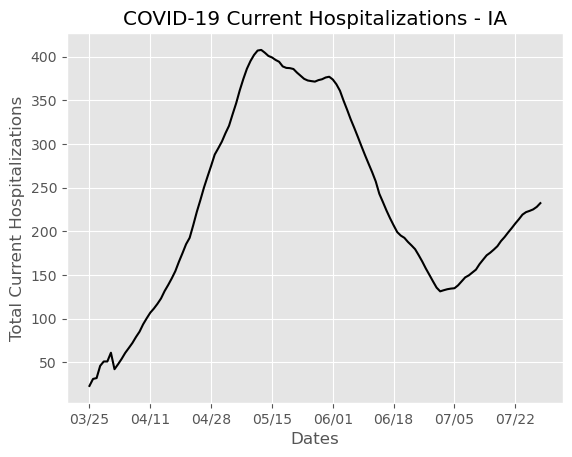 COVID-19 Current Hospitalizations - IA
Total Current Hospitalizations
400
350
300
250
200
150
100
50
03/25 04/11 04/28 05/15 06/01 06/18 07/05 07/22
Dates